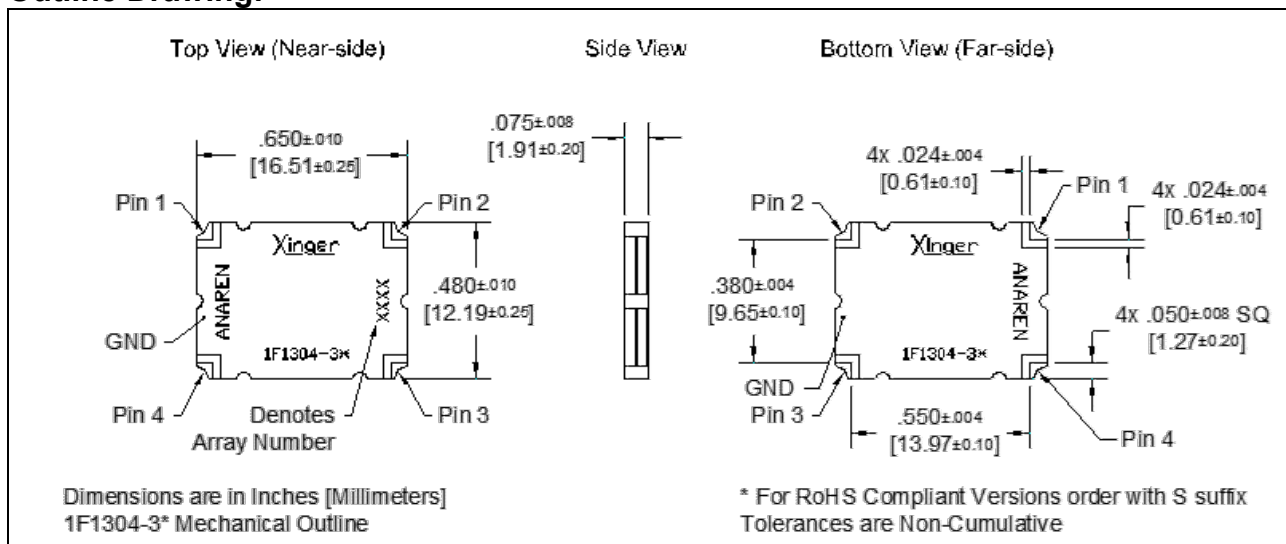 Outline Drawing:
Top View (Near-side)
Side View
Bottom View (Far-side)
.650±.010
[16.51±0.25]
.075±.008
[1.91±0.20]
4x .024±.004
[0.61±0.10]
4x .024±.004
[0.61±0.10]
Pin 1
Pin 2
Pin 2
Pin 1
Xinger
ANAREN
XXXX
1F1304-3*
.480±.010
[12.19±0.25]
GND
Pin 4
Denotes
Array Number
Pin 3
Xinger
ANAREN
1F1304-3*
.380±.004
[9.65±0.10]
4x .050±.008 SQ
[1.27±0.20]
GND
Pin 3
.550±.004
[13.97±0.10]
Pin 4
Dimensions are in Inches [Millimeters]
1F1304-3* Mechanical Outline
* For RoHS Compliant Versions order with S suffix
Tolerances are Non-Cumulative